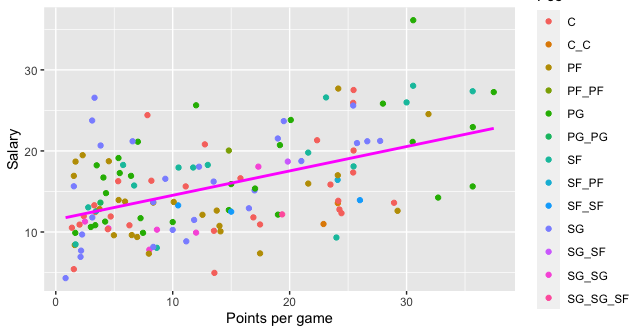 Pos
C
C_C
PF
PF_PF
PG
PG_PG
SF
SF_PF
SF_SF
SG
SG_SF
SG_SG
SG_SG_SF
30
20
10
Salary
0
10
20
30
Points per game